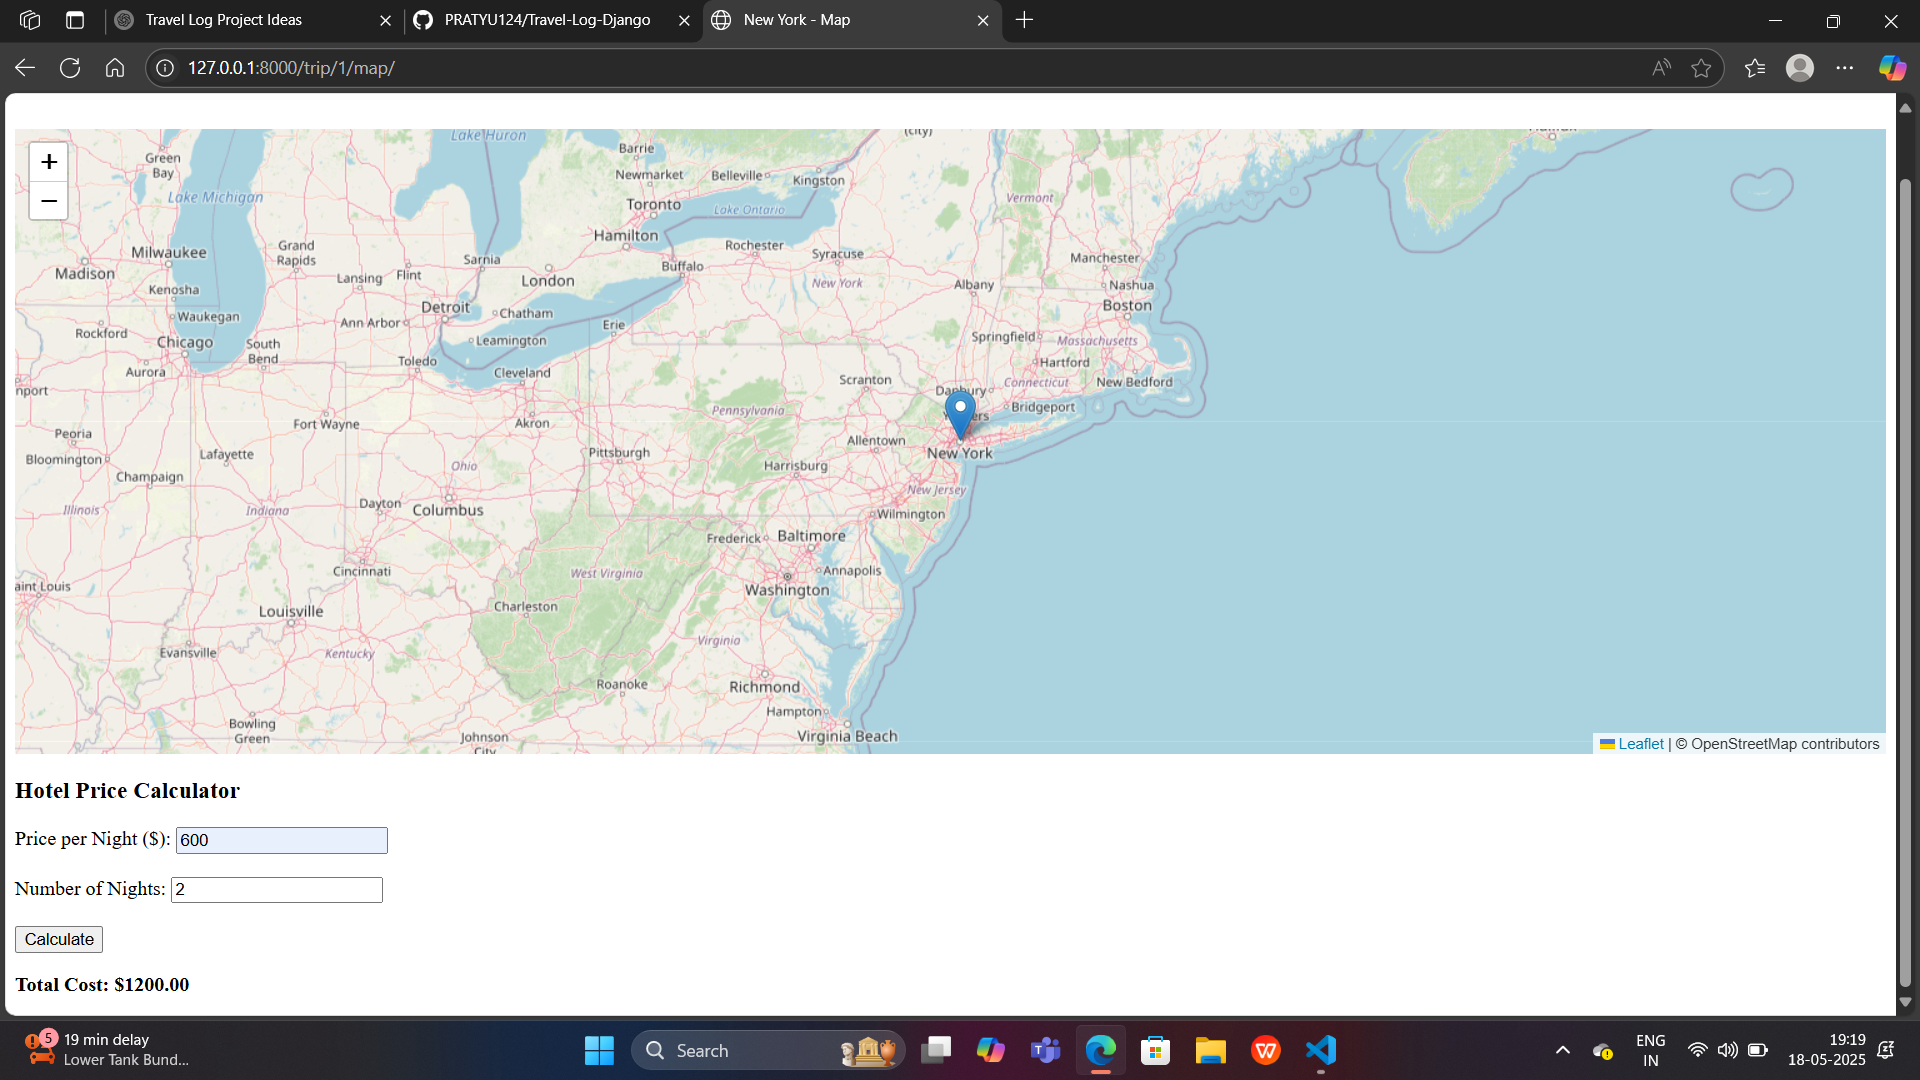 Travel Log Project Ideas
PRATYU124/Travel-Log-Django
New York - Map
127.0.0.1:8000/trip/1/map/
+
−
Lake Huron
(city)
Green Bay
Barrie
Newmarket
Belleville
Kingston
Lake Michigan
Toronto
Lake Ontario
Vermont
Hamilton
Rochester
Milwaukee
Grand Rapids
Syracuse
Manchester
Madison
Sarnia
Buffalo
Lansing
Flint
London
New York
Albany
Nashua
Kenosha
Detroit
Boston
Waukegan
Ann Arbor
Chatham
Erie
Rockford
Chicago
South Bend
Leamington
Springfield
Massachusetts
Toledo
Hartford
Aurora
Cleveland
Scranton
Connecticut
New Bedford
nport
Danbury
Pennsylvania
Bridgeport
Peoria
Fort Wayne
Akron
Allentown
Bloomington
Lafayette
Pittsburgh
New York
Ohio
Harrisburg
Champaign
New Jersey
Illinois
Indiana
Dayton
Columbus
Wilmington
Frederick
Baltimore
Cincinnati
West Virginia
Annapolis
aint Louis
Washington
Louisville
Charleston
Virginia
Evansville
Kentucky
Roanoke
Richmond
Hampton
Bowling Green
Johnson City
Virginia Beach
Leaflet | © OpenStreetMap contributors
Hotel Price Calculator
Price per Night ($): 600
Number of Nights: 2
Calculate
Total Cost: $1200.00
5
19 min delay
Lower Tank Bund...
Search
ENG
IN
19:19
18-05-2025